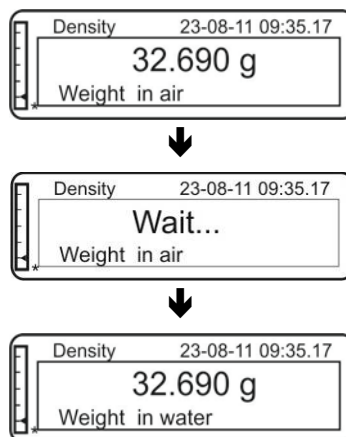 Density 23-08-11 09:35.17
32.690 g
Weight in air
*
Density 23-08-11 09:35.17
Wait...
Weight in air
*
Density 23-08-11 09:35.17
32.690 g
Weight in water
*